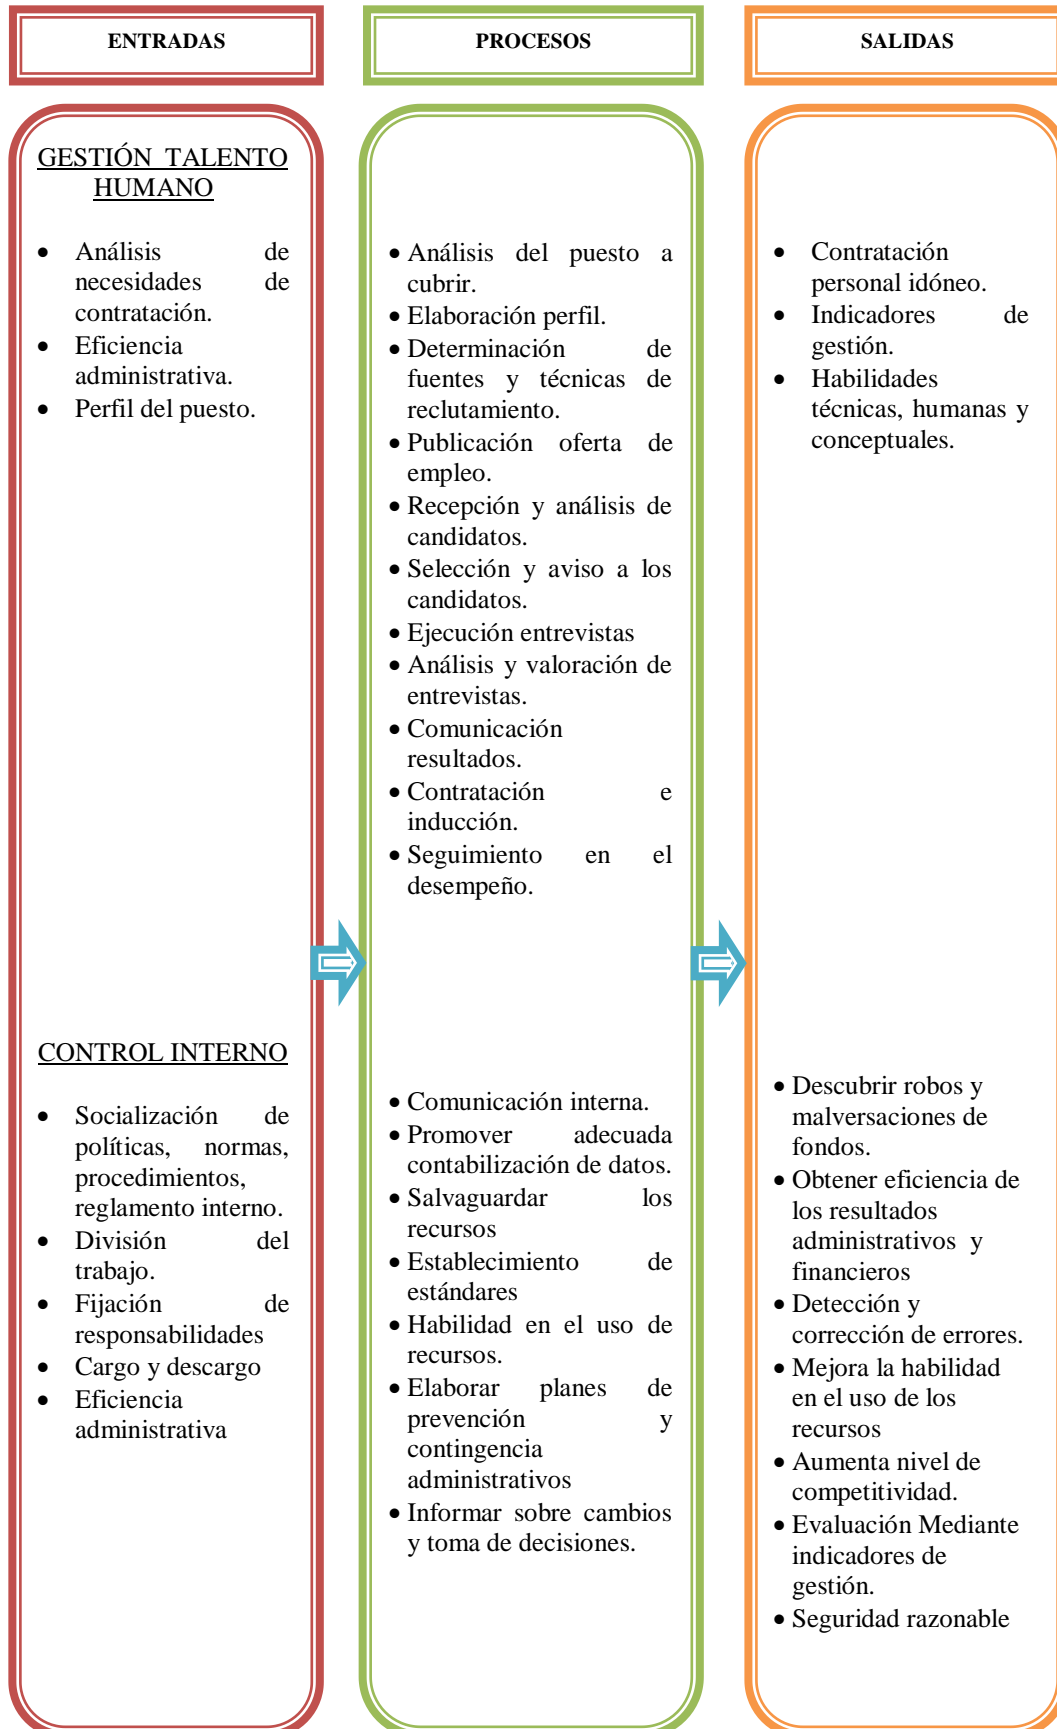 ENTRADAS
PROCESOS
SALIDAS
GESTIÓN TALENTO
HUMANO
• Análisis de
necesidades de
contratación.
• Eficiencia
administrativa.
• Perfil del puesto.
• Análisis del puesto a
cubrir.
• Elaboración perfil.
• Determinación de
fuentes y técnicas de
reclutamiento.
• Publicación oferta de
empleo.
• Recepción y análisis de
candidatos.
• Selección y aviso a los
candidatos.
• Ejecución entrevistas
• Análisis y valoración de
entrevistas.
• Comunicación
resultados.
• Contratación e
inducción.
• Seguimiento en el
desempeño.
• Contratación
personal idóneo.
• Indicadores de
gestión.
• Habilidades
técnicas, humanas y
conceptuales.
CONTROL INTERNO
• Socialización de
políticas, normas,
procedimientos,
reglamento interno.
• División del
trabajo.
• Fijación de
responsabilidades
• Cargo y descargo
• Eficiencia
administrativa
• Comunicación interna.
• Promover adecuada
contabilización de datos.
• Salvaguardar los
recursos
• Establecimiento de
estándares
• Habilidad en el uso de
recursos.
• Elaborar planes de
prevención y
contingencia
administrativos
• Informar sobre cambios
y toma de decisiones.
• Descubrir robos y
malversaciones de
fondos.
• Obtener eficiencia de
los resultados
administrativos y
financieros
• Detección y
corrección de errores.
• Mejora la habilidad
en el uso de los
recursos
• Aumenta nivel de
competitividad.
• Evaluación Mediante
indicadores de
gestión.
• Seguridad razonable